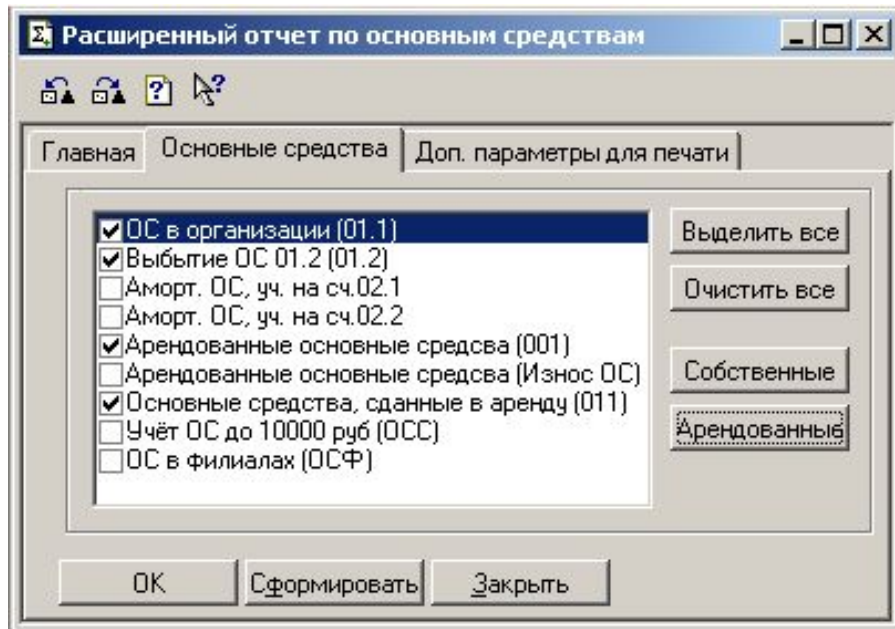 Расширенный отчет по основным средствам
Главная
Основные средства
Доп. параметры для печати
ОС в организации (01.1)
Выбытие ОС 01.2 (01.2)
Аморт. ОС, уч. на сч.02.1
Аморт. ОС, уч. на сч.02.2
Арендованные основные средсва (001)
Арендованные основные средсва (Износ ОС)
Основные средства, сданные в аренду (011)
Учёт ОС до 10000 руб (ОСС)
ОС в филиалах (ОСФ)
Выделить все
Очистить все
Собственные
Арендованные
OK
Сформировать
Закрыть